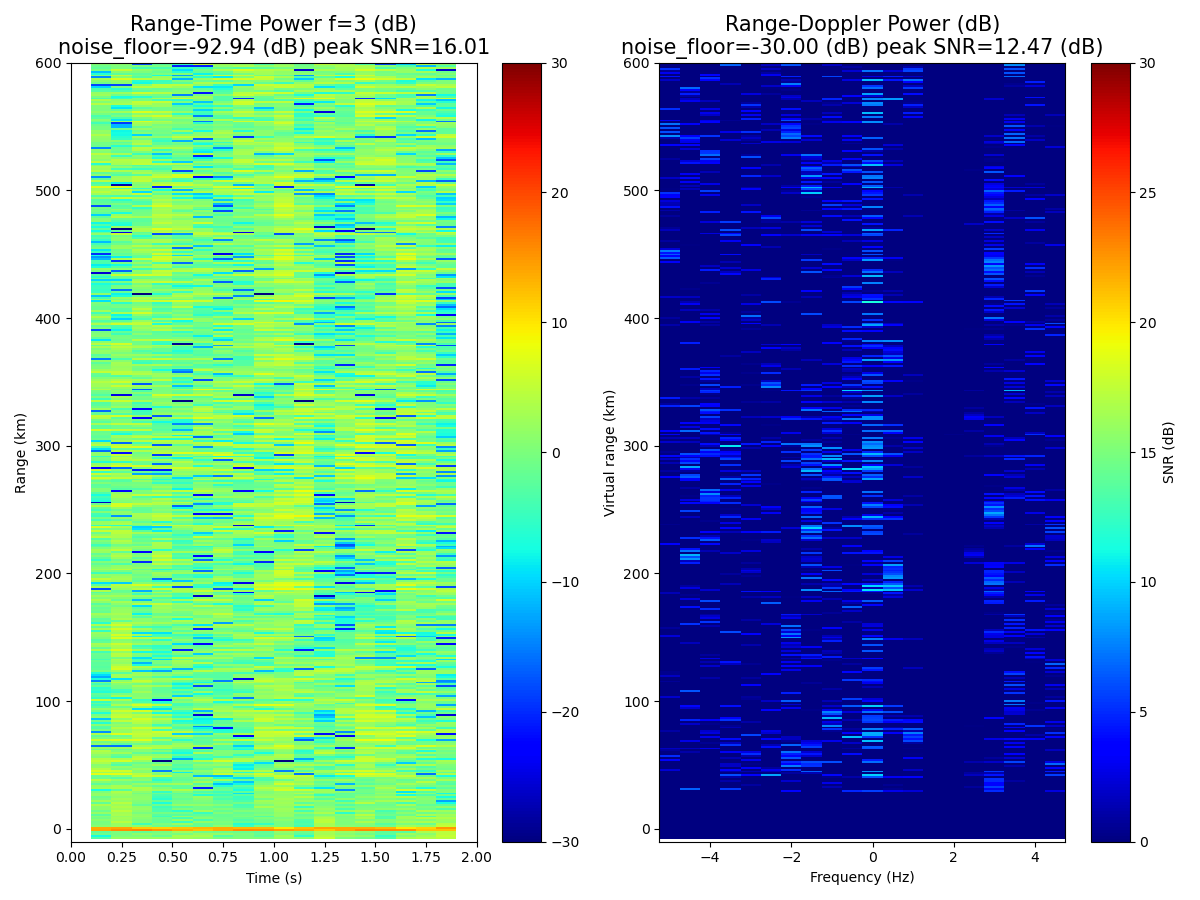 Range-Time Power f=3 (dB)
noise_floor=-92.94 (dB) peak SNR=16.01
600
500
400
300
200
100
0
Range (km)
0.00 0.25 0.50 0.75 1.00 1.25 1.50 1.75 2.00
Time (s)
30
20
10
0
−10
−20
−30
Range-Doppler Power (dB)
noise_floor=-30.00 (dB) peak SNR=12.47 (dB)
600
500
400
300
200
100
0
Virtual range (km)
−4 −2 0 2 4
Frequency (Hz)
30
25
20
15
10
5
0
SNR (dB)